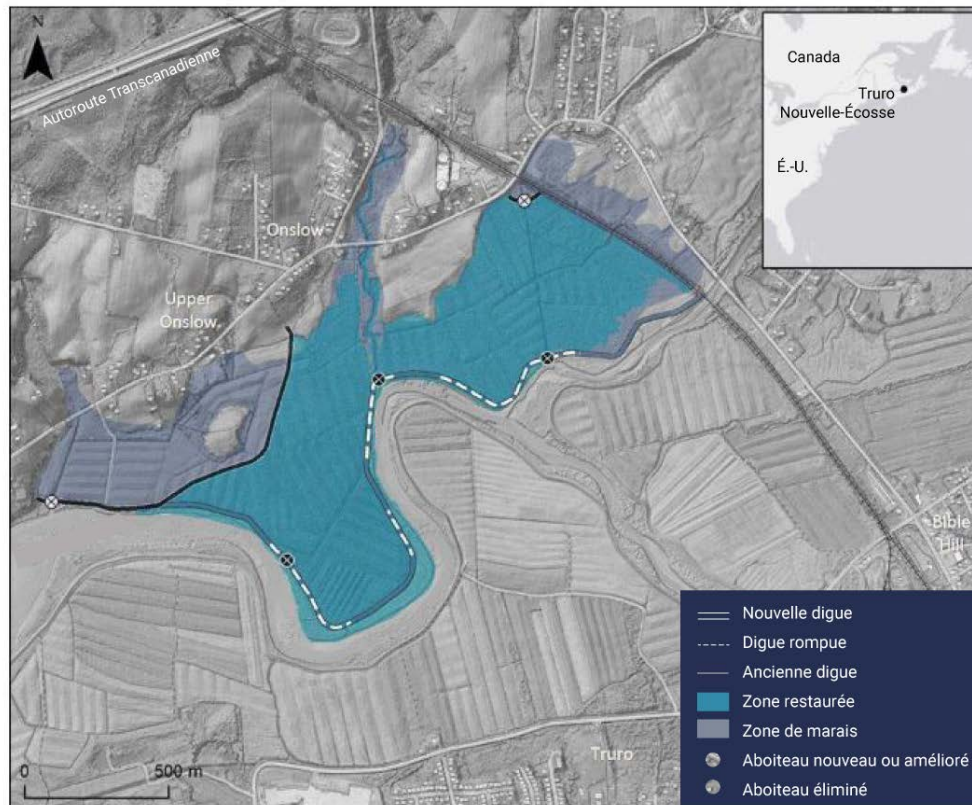 N
Autoroute Transcanadienne
Canada
Truro
Nouvelle-Écosse
É.-U.
Onslow
Upper
Onslow
Bible
Hill
Truro
0
500 m
Nouvelle digue
Digue rompue
Ancienne digue
Zone restaurée
Zone de marais
Aboiteau nouveau ou amélioré
Aboiteau éliminé